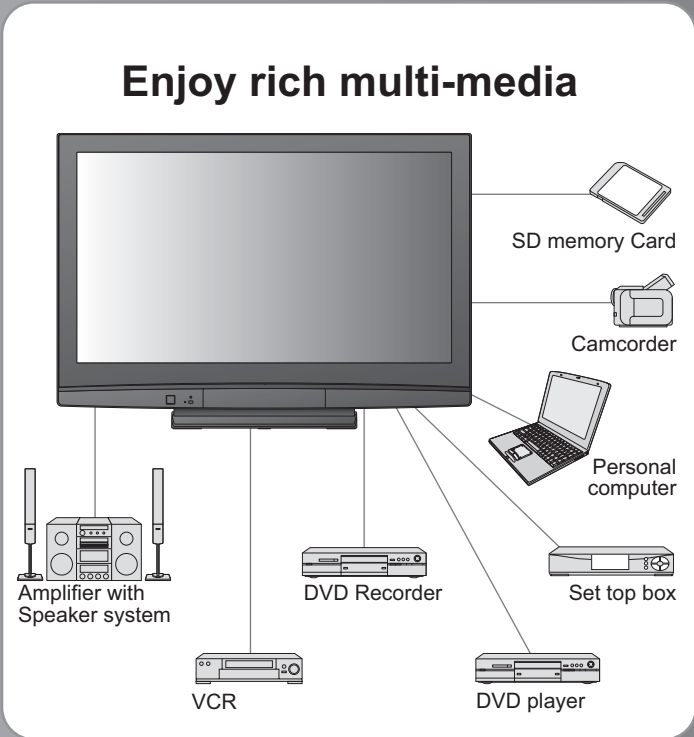 Enjoy rich multi-media
SD memory Card
Camcorder
Personal
computer
Amplifier with
Speaker system
DVD Recorder
Set top box
VCR
DVD player